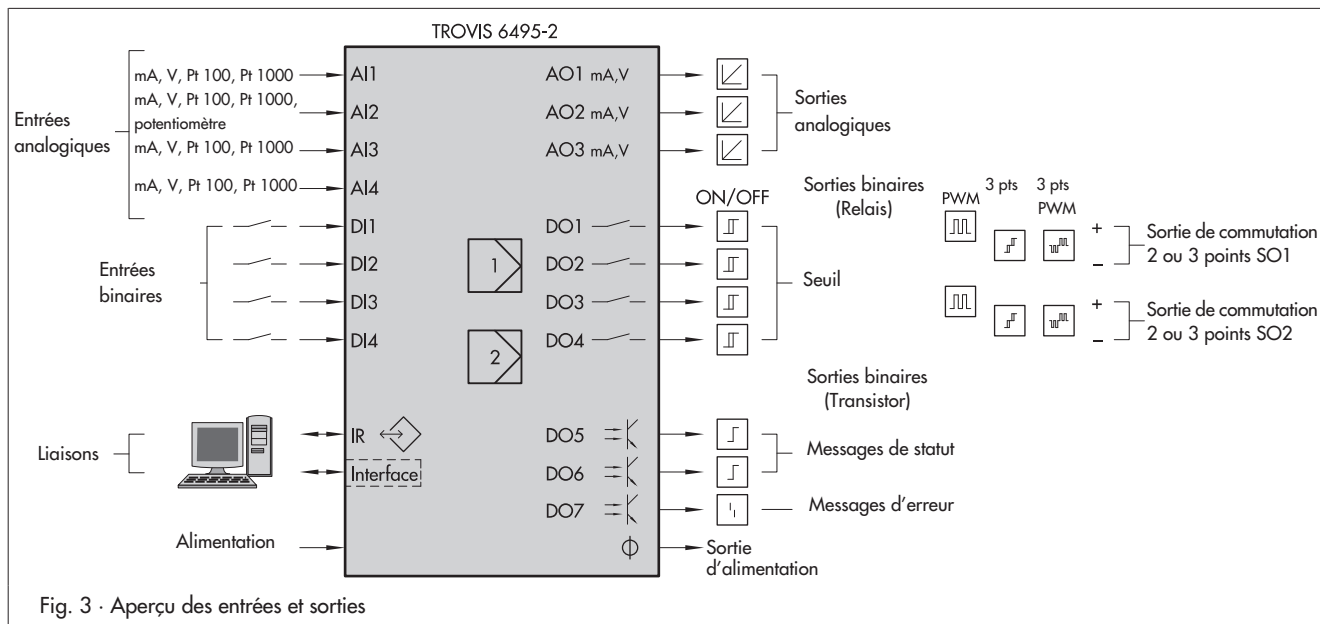 TROVIS 6495-2
Entrées
analogiques
mA, V, Pt 100, Pt 1000
mA, V, Pt 100, Pt 1000,
potentiomètre
mA, V, Pt 100, Pt 1000
mA, V, Pt 100, Pt 1000
AI1
AI2
AI3
AI4
AO1 mA,V
AO2 mA,V
AO3 mA,V
Sorties
analogiques
Entrées
binaires
DI1
DI2
DI3
DI4
1
2
DO1
DO2
DO3
DO4
ON/OFF
Seuil
Sorties binaires
(Relais)
PWM
3 pts
3 pts
PWM
+
–
Sortie de commutation
2 ou 3 points SO1
+
–
Sortie de commutation
2 ou 3 points SO2
Sorties binaires
(Transistor)
Liaisons
IR
Interface
DO5
DO6
DO7
Messages de statut
Messages d'erreur
Alimentation
Sortie
d'alimentation
Fig. 3 · Aperçu des entrées et sorties